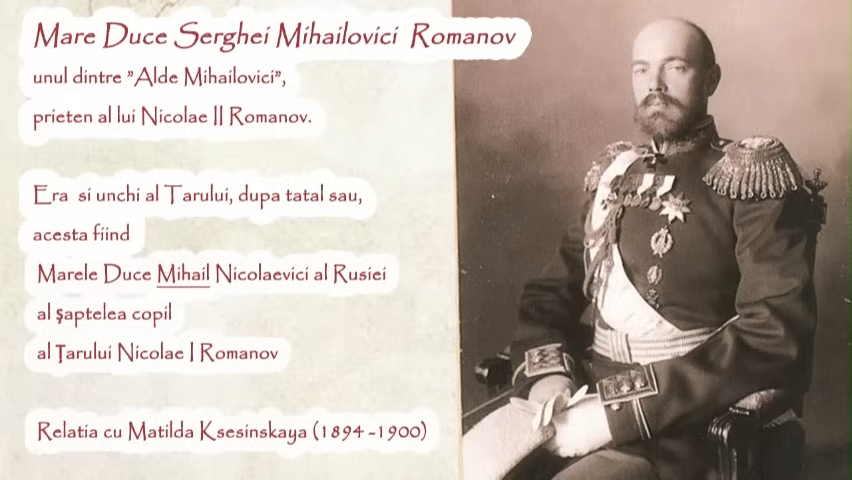 Mare Duce Serghei Mihailovici Romanov
unul dintre "Alde Mihailovici",
prieten al lui Nicolae II Romanov.
Era si unchi al Tarului, dupa tatal sau,
acesta fiind
Marele Duce Mihail Nicolaevici al Rusiei
al şaptelea copil
al Ţarului Nicolae I Romanov
Relatia cu Matilda Ksesinskaya (1894-1900)